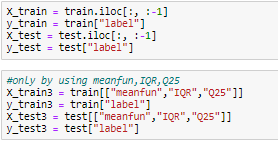 X_train = train.iloc[:, :-1]
y_train = train["label"]
X_test = test.iloc[:, :-1]
y_test = test["label"]
#only by using meanfun,IQR,Q25
X_train3 = train[["meanfun","IQR","Q25"]]
y_train3 = train["label"]
X_test3 = test[["meanfun","IQR","Q25"]]
y_test3 = test["label"]